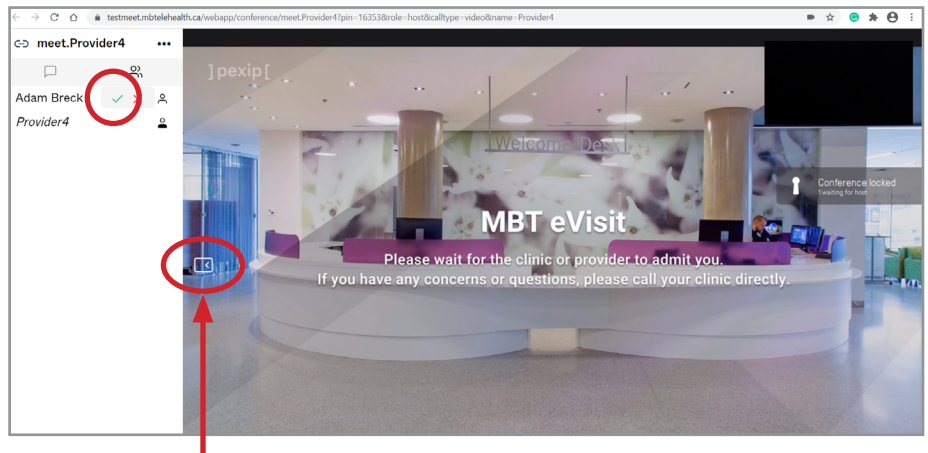 testmeet.mbtelehealth.ca/webapp/conference/meet.Provider4?pin=16353&role=host&calltype=video&name=Provider4
meet.Provider4
Adam Breck
Provider4
]pexip[
Welcome Desk
MBT eVisit
Please wait for the clinic or provider to admit you.
If you have any concerns or questions, please call your clinic directly.
Conference locked
1 waiting for host